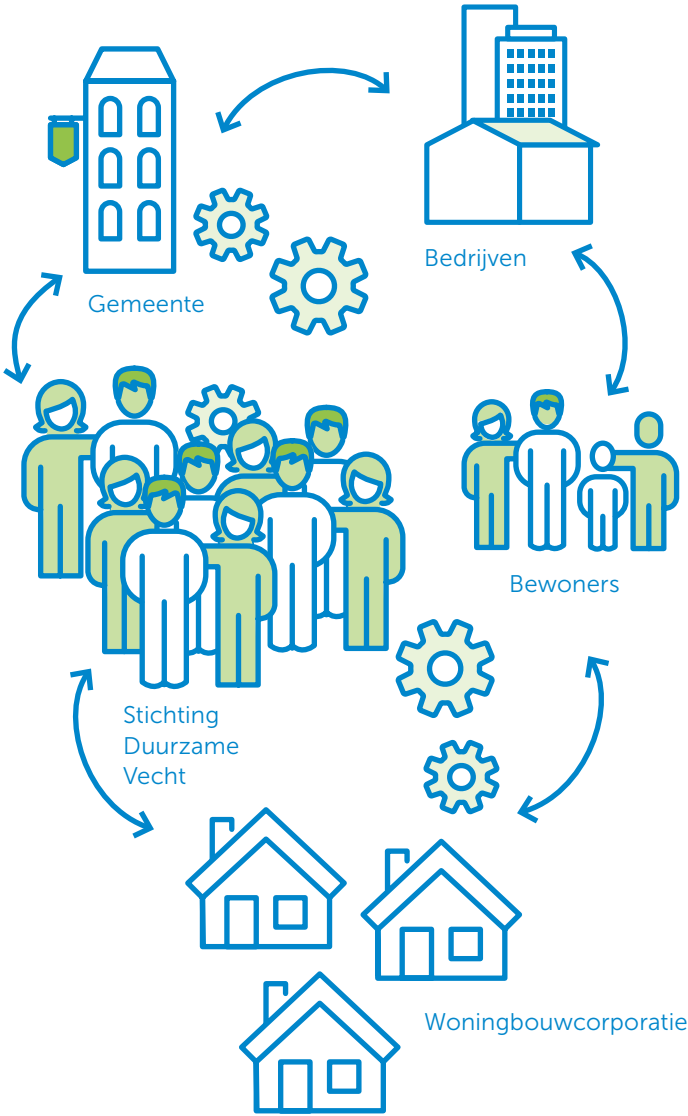 Bedrijven
Gemeente
Bewoners
Stichting
Duurzame
Vecht
Woningbouwcorporatie